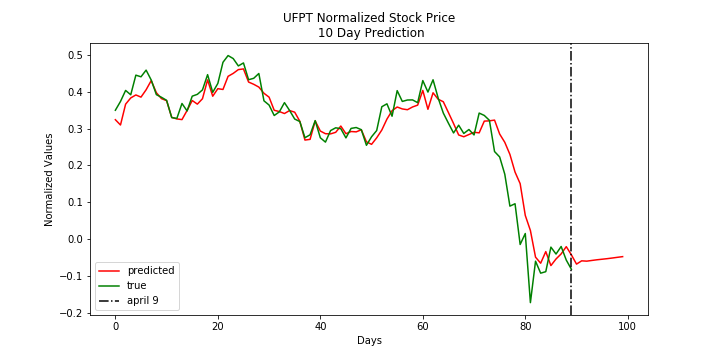 UFPT Normalized Stock Price
10 Day Prediction
Normalized Values
0.5
0.4
0.3
0.2
0.1
0.0
−0.1
−0.2
predicted
true
april 9
0
20
40
60
80
100
Days